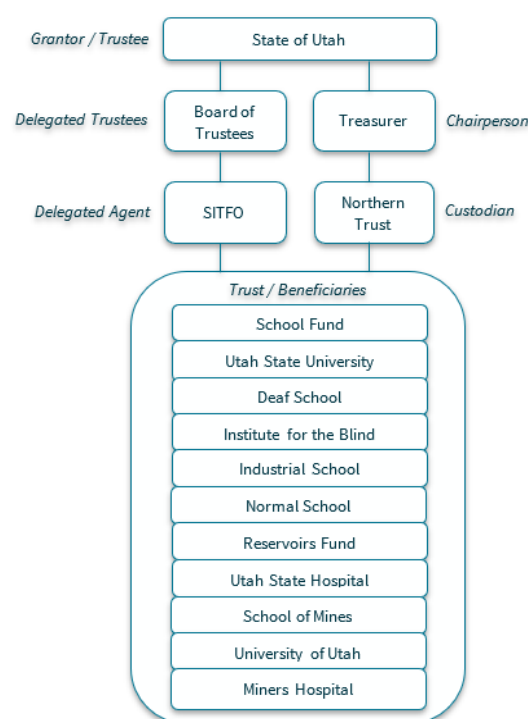 Grantor / Trustee
State of Utah
Delegated Trustees
Board of
Trustees
Treasurer
Chairperson
Delegated Agent
SITFO
Northern
Trust
Custodian
Trust / Beneficiaries
School Fund
Utah State University
Deaf School
Institute for the Blind
Industrial School
Normal School
Reservoirs Fund
Utah State Hospital
School of Mines
University of Utah
Miners Hospital